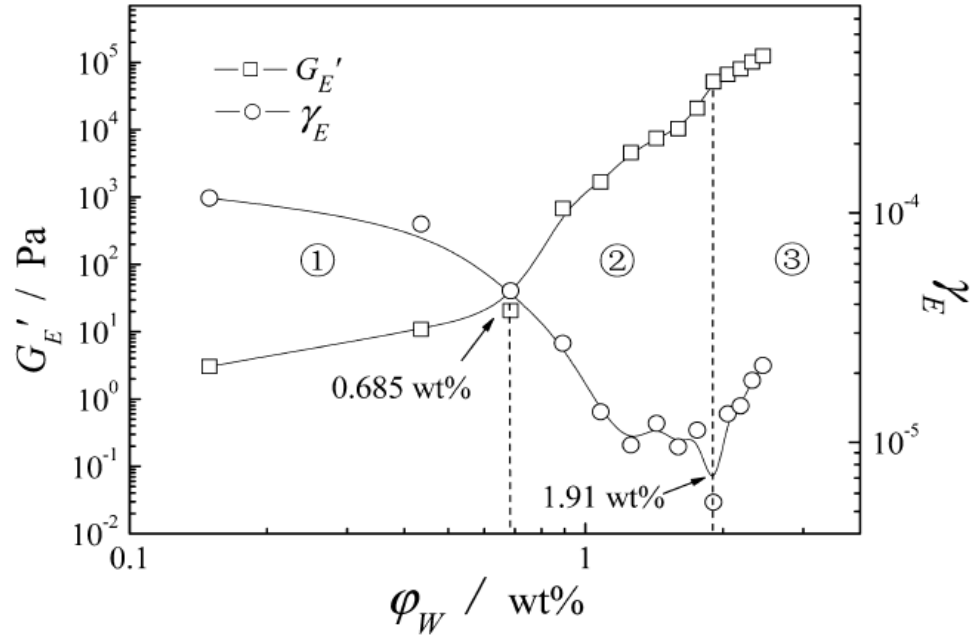 G_E' / Pa
10^5
10^4
10^3
10^2
10^1
10^0
10^-1
10^-2
G_E'
γ_E
①
②
③
0.685 wt%
1.91 wt%
10^-4
10^-5
γ_E
0.1
1
φ_W / wt%